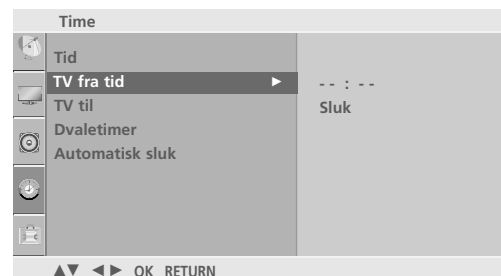 Time
Tid
TV fra tid ►
- - : - -
TV til
Sluk
Dvaletimer
Automatisk sluk
▲▼ ◄► OK RETURN